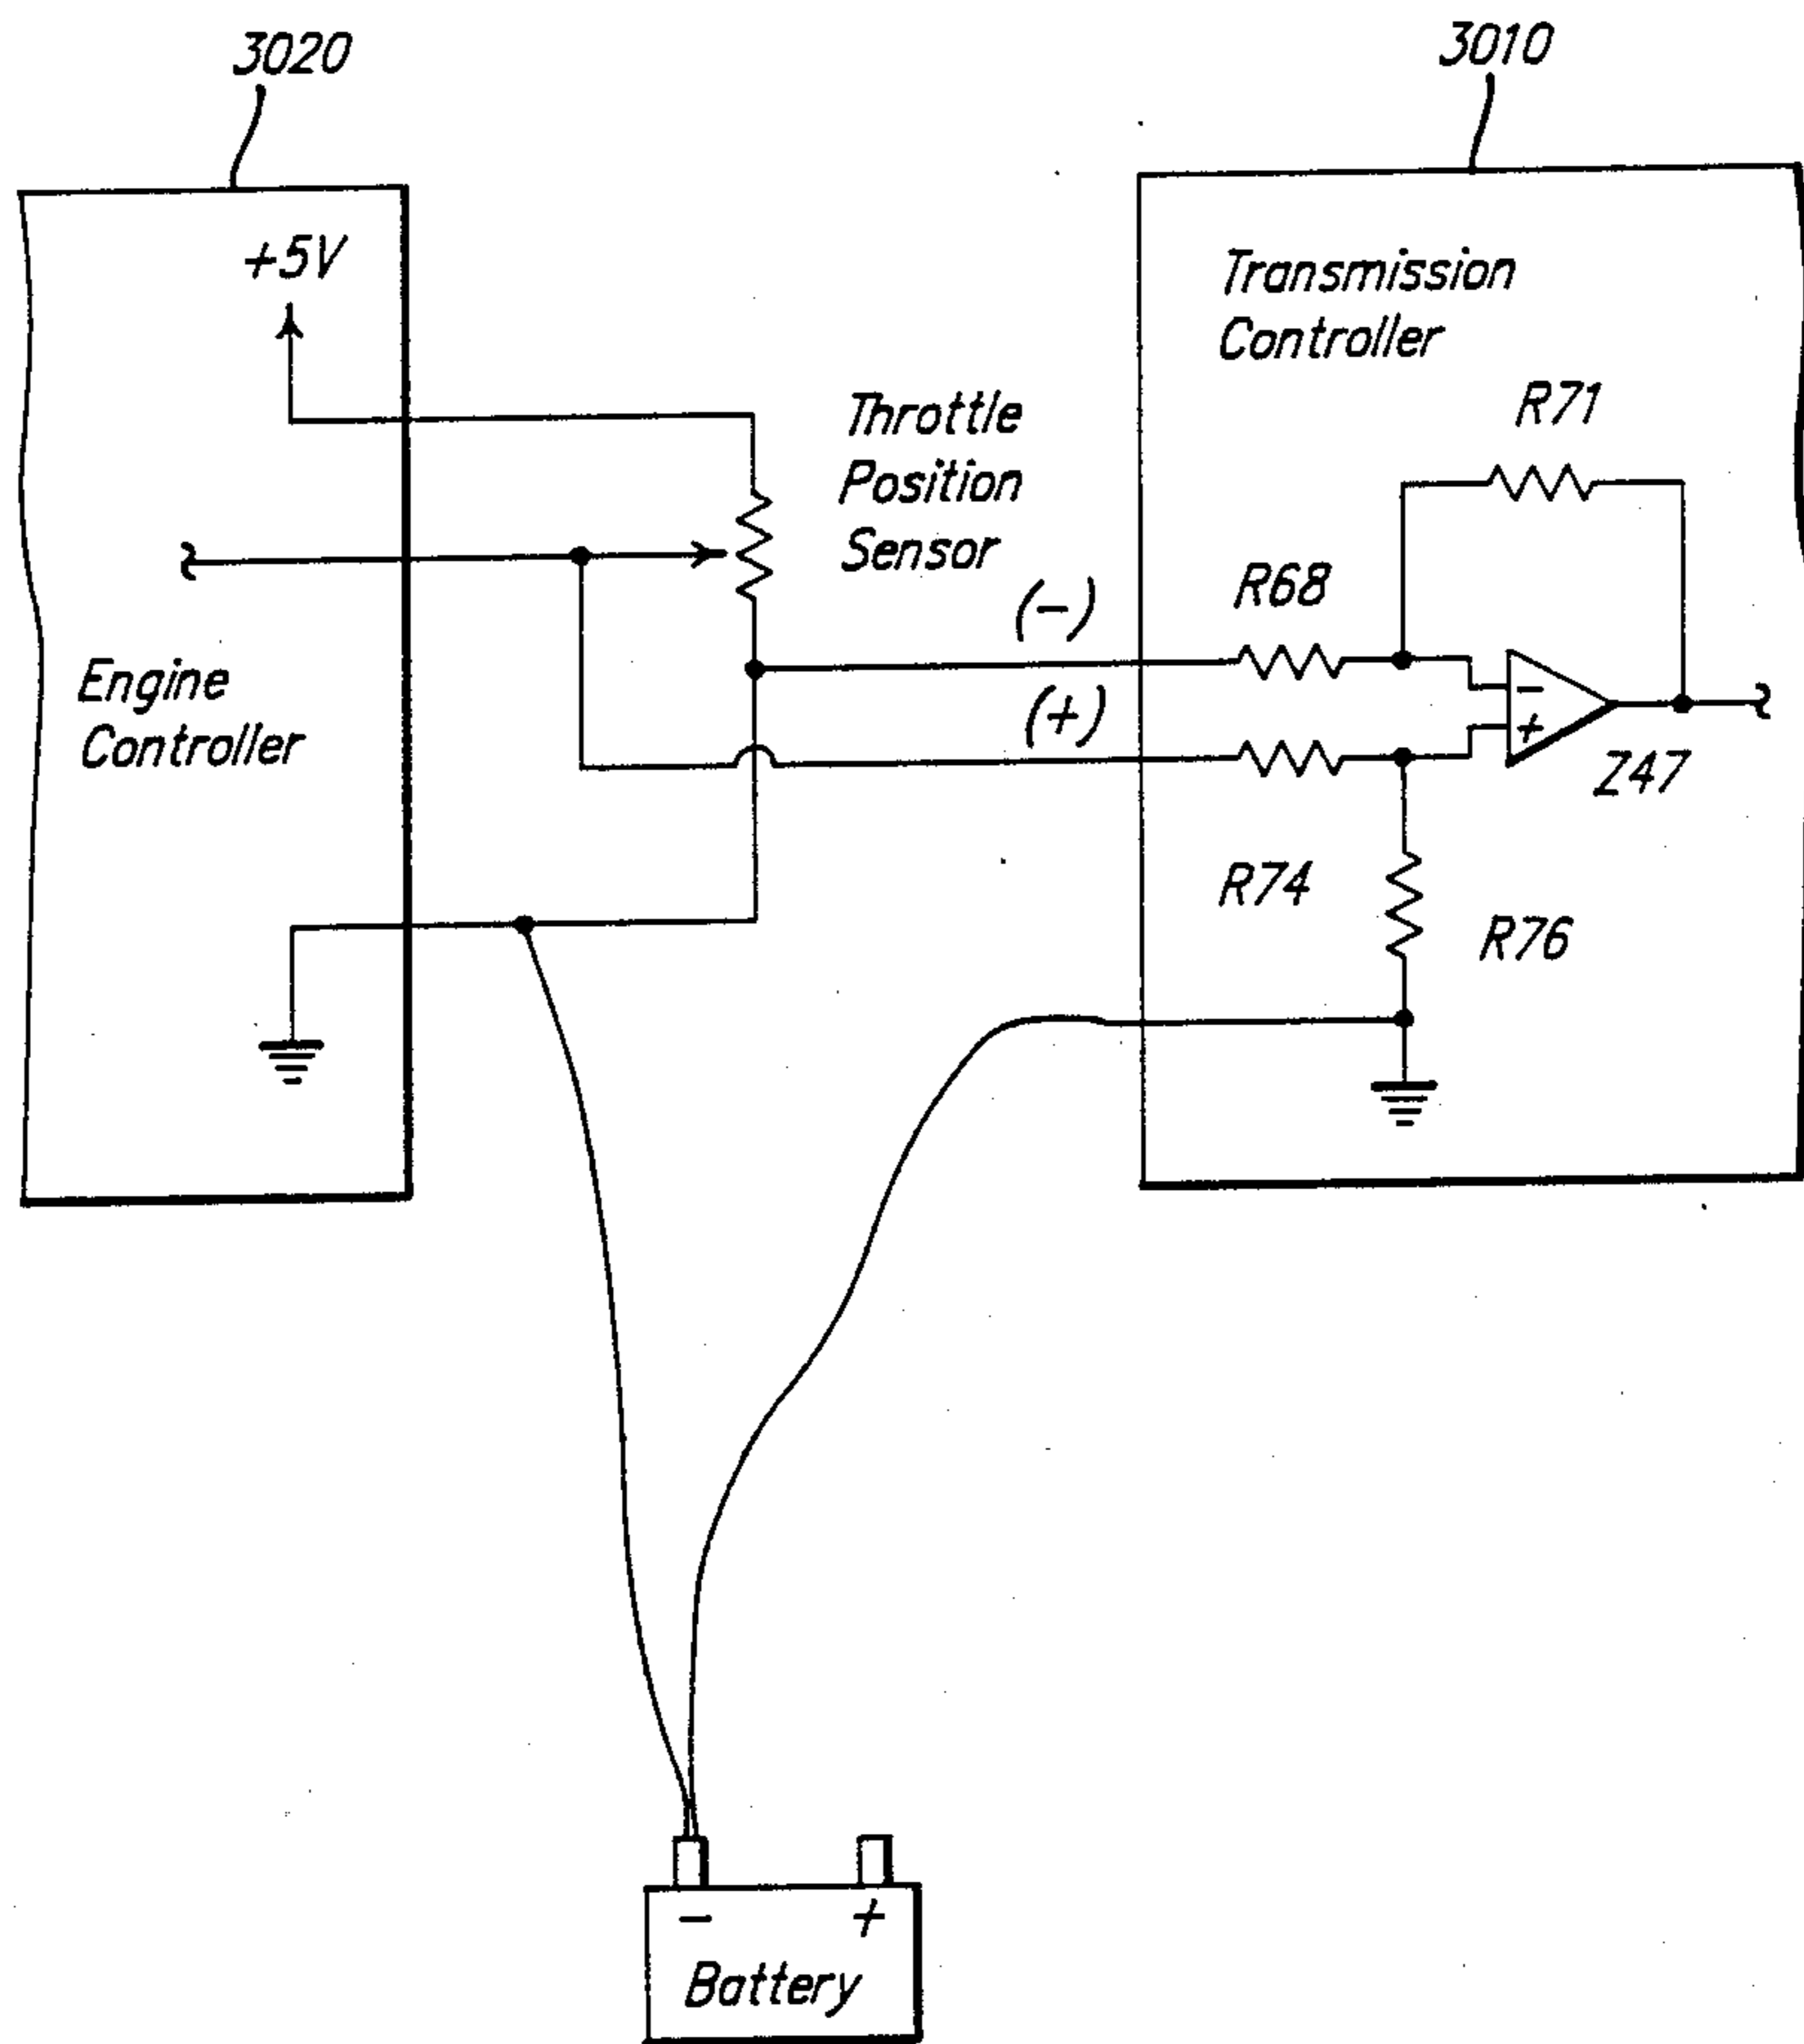 3020
3010
+5V
Transmission
Controller
R71
Throttle
Position
Sensor
R68
(-)
Engine
Controller
(+)
-
+
Z47
R74
R76
- +
Battery